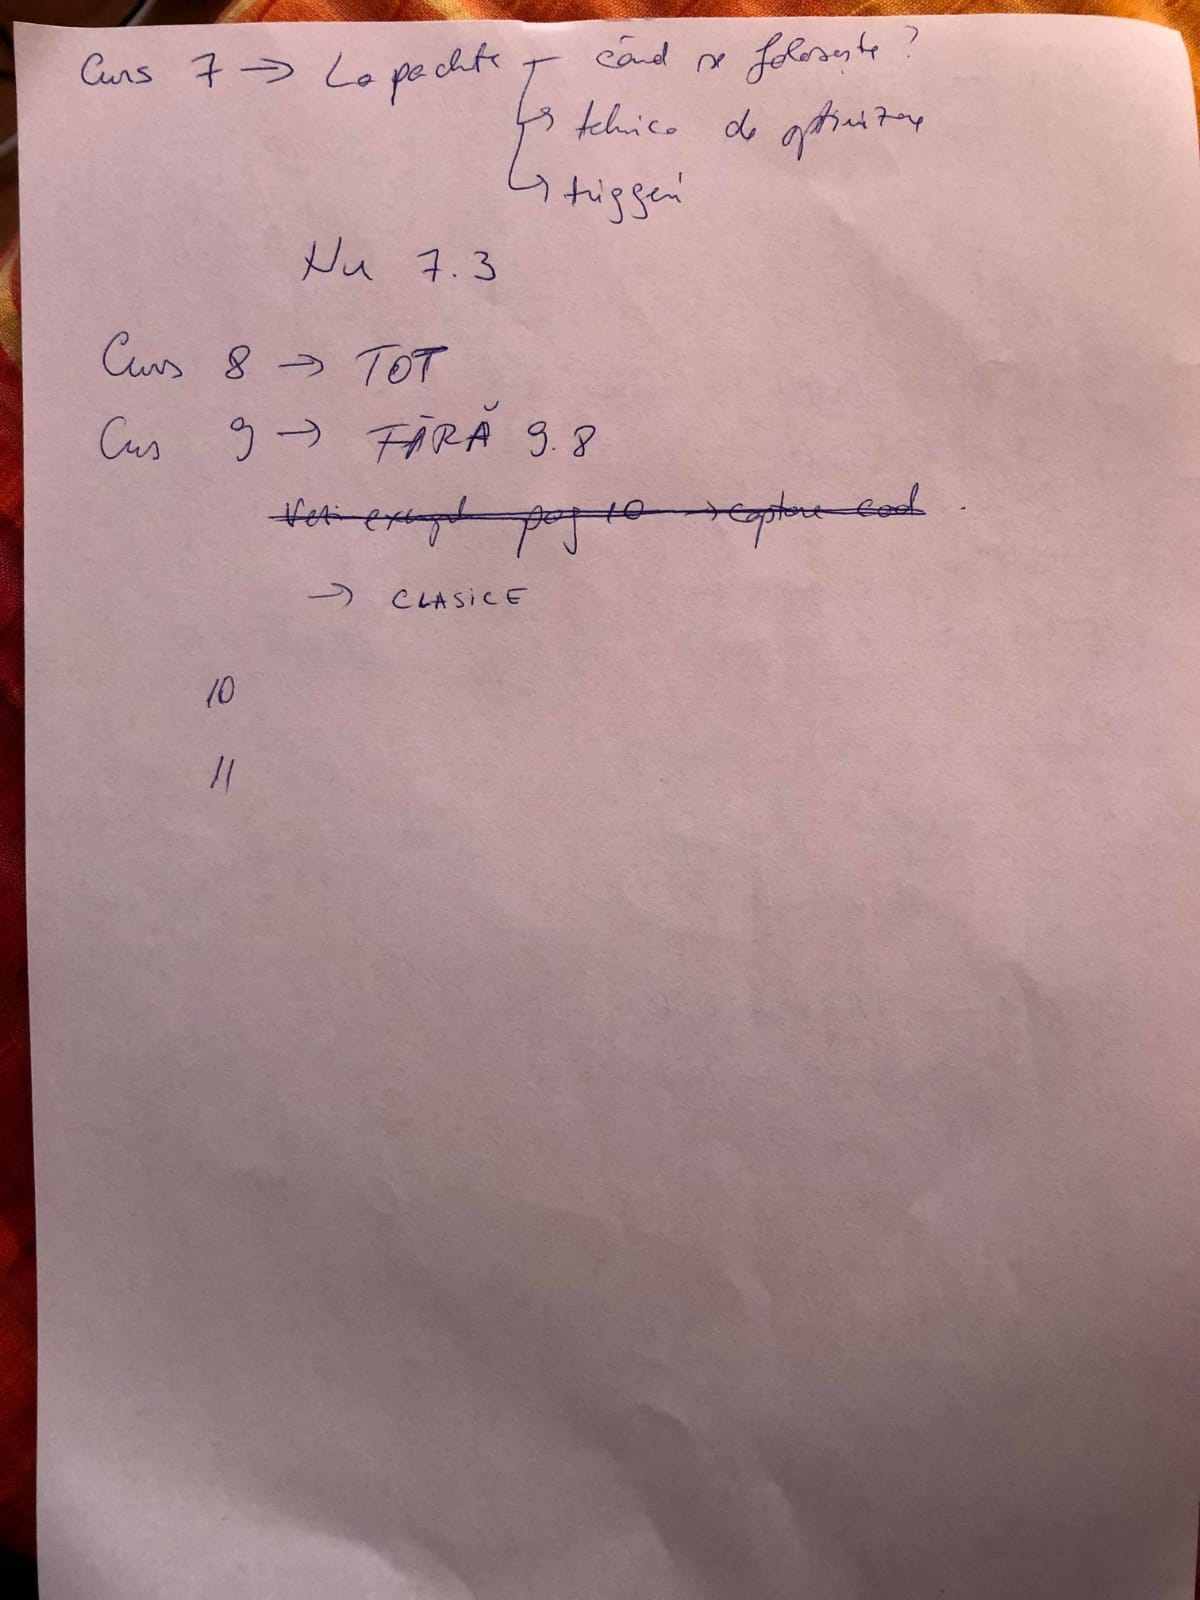 Curs 7 → La pachete — când se folosește?
→ tehnica de optimizare
→ triggeri
Nu 7.3
Curs 8 → TOT
Curs 9 → FĂRĂ 9.8
Vezi exemple pag 10 → captare cod
→ CLASICE
10
11